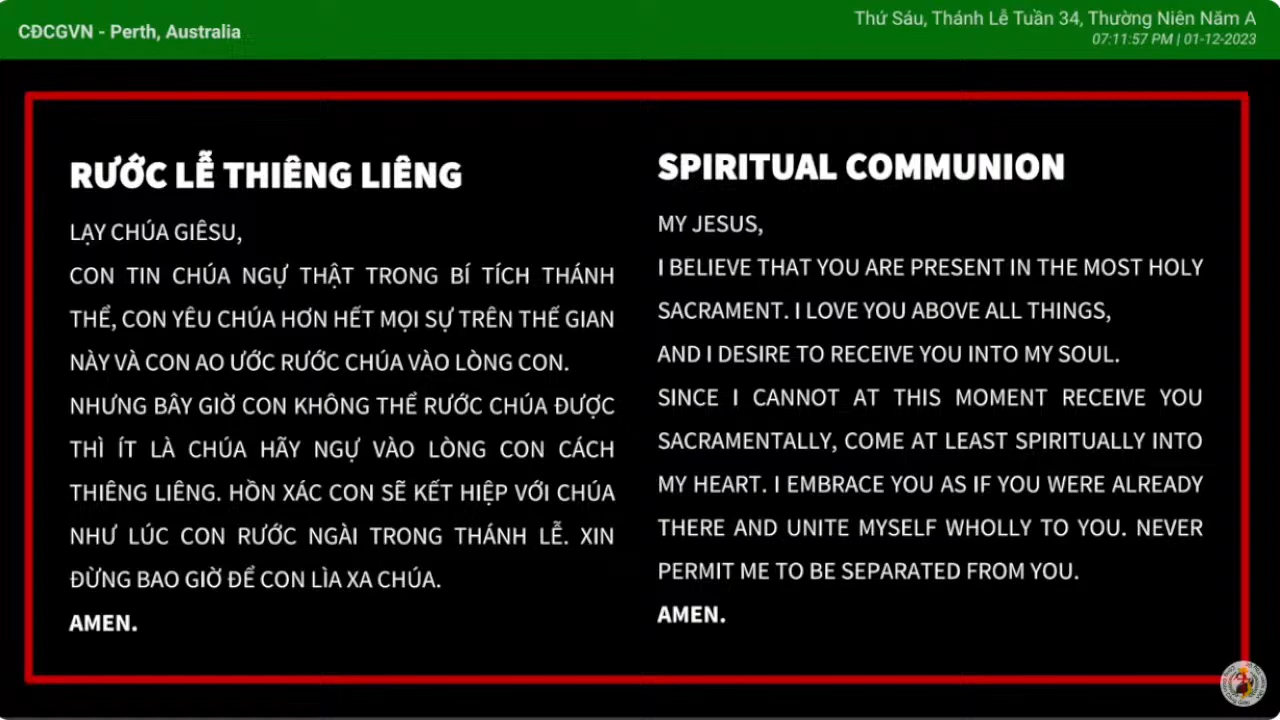 CĐCGVN - Perth, Australia
Thứ Sáu, Thánh Lễ Tuần 34, Thường Niên Năm A
07:11:57 PM | 01-12-2023
RƯỚC LỄ THIÊNG LIÊNG
LẠY CHÚA GIÊSU,
CON TIN CHÚA NGỰ THẬT TRONG BÍ TÍCH THÁNH
THỂ, CON YÊU CHÚA HƠN HẾT MỌI SỰ TRÊN THẾ GIAN
NÀY VÀ CON AO ƯỚC RƯỚC CHÚA VÀO LÒNG CON.
NHƯNG BÂY GIỜ CON KHÔNG THỂ RƯỚC CHÚA ĐƯỢC
THÌ ÍT LÀ CHÚA HÃY NGỰ VÀO LÒNG CON CÁCH
THIÊNG LIÊNG. HỒN XÁC CON SẼ KẾT HIỆP VỚI CHÚA
NHƯ LÚC CON RƯỚC NGÀI TRONG THÁNH LỄ. XIN
ĐỪNG BAO GIỜ ĐỂ CON LÌA XA CHÚA.
AMEN.
SPIRITUAL COMMUNION
MY JESUS,
I BELIEVE THAT YOU ARE PRESENT IN THE MOST HOLY
SACRAMENT. I LOVE YOU ABOVE ALL THINGS,
AND I DESIRE TO RECEIVE YOU INTO MY SOUL.
SINCE I CANNOT AT THIS MOMENT RECEIVE YOU
SACRAMENTALLY, COME AT LEAST SPIRITUALLY INTO
MY HEART. I EMBRACE YOU AS IF YOU WERE ALREADY
THERE AND UNITE MYSELF WHOLLY TO YOU. NEVER
PERMIT ME TO BE SEPARATED FROM YOU.
AMEN.